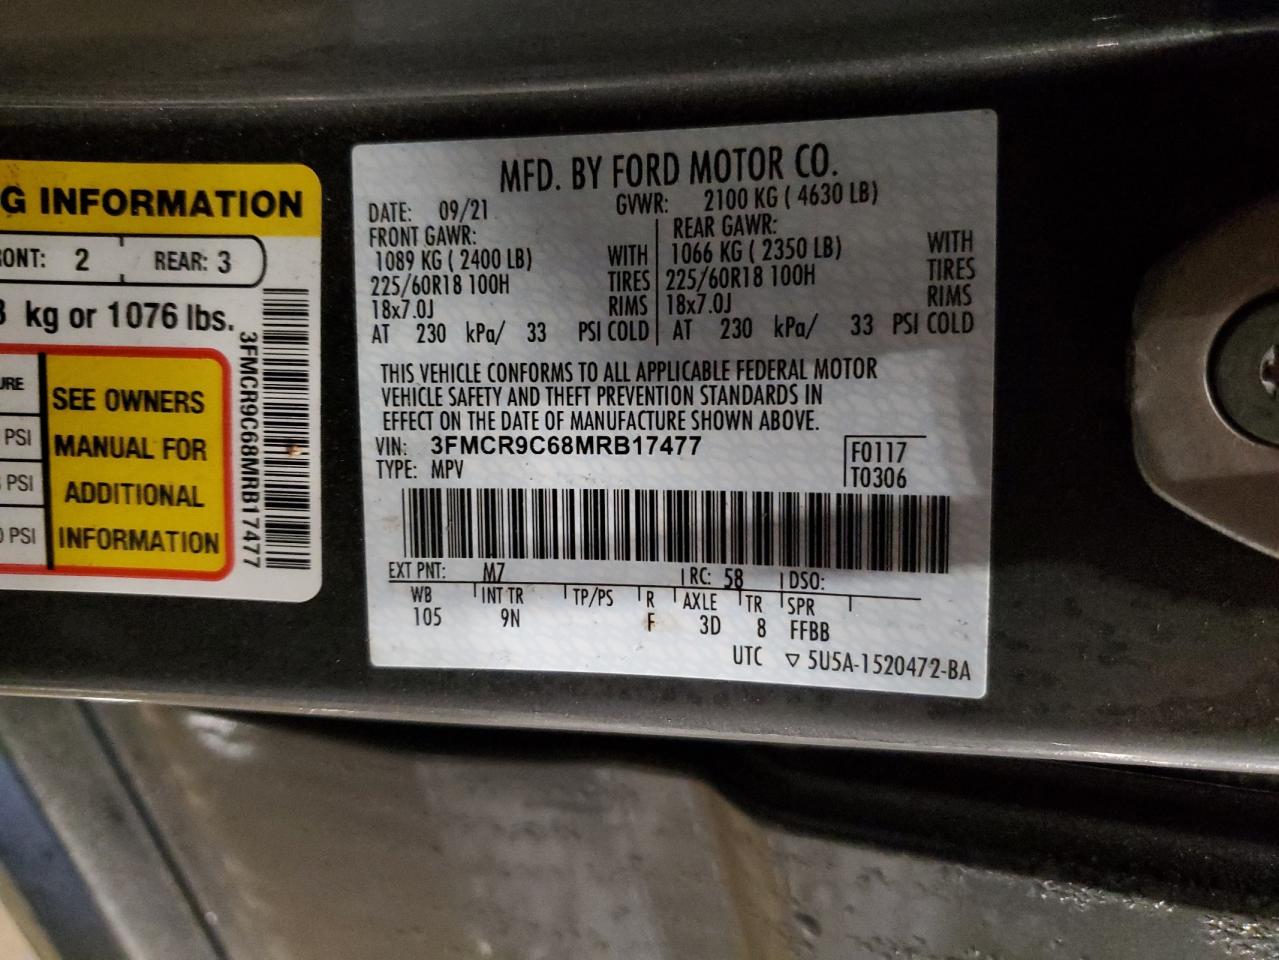 G INFORMATION
ONT: 2 REAR: 3
kg or 1076 lbs.
URE
PSI
PSI
PSI
SEE OWNERS
MANUAL FOR
ADDITIONAL
INFORMATION
3FMCR9C68MRB17477
MFD. BY FORD MOTOR CO.
DATE: 09/21 GVWR: 2100 KG ( 4630 LB)
FRONT GAWR: REAR GAWR:
1089 KG ( 2400 LB) WITH 1066 KG ( 2350 LB) WITH
225/60R18 100H TIRES 225/60R18 100H TIRES
18x7.0J RIMS 18x7.0J RIMS
AT 230 kPa/ 33 PSI COLD AT 230 kPa/ 33 PSI COLD
THIS VEHICLE CONFORMS TO ALL APPLICABLE FEDERAL MOTOR
VEHICLE SAFETY AND THEFT PREVENTION STANDARDS IN
EFFECT ON THE DATE OF MANUFACTURE SHOWN ABOVE.
VIN: 3FMCR9C68MRB17477 F0117
TYPE: MPV T0306
EXT PNT: M7 RC: 58 DSO:
WB INT TR TP/PS R AXLE TR SPR
105 9N F 3D 8 FFBB
UTC ▽ 5U5A-1520472-BA